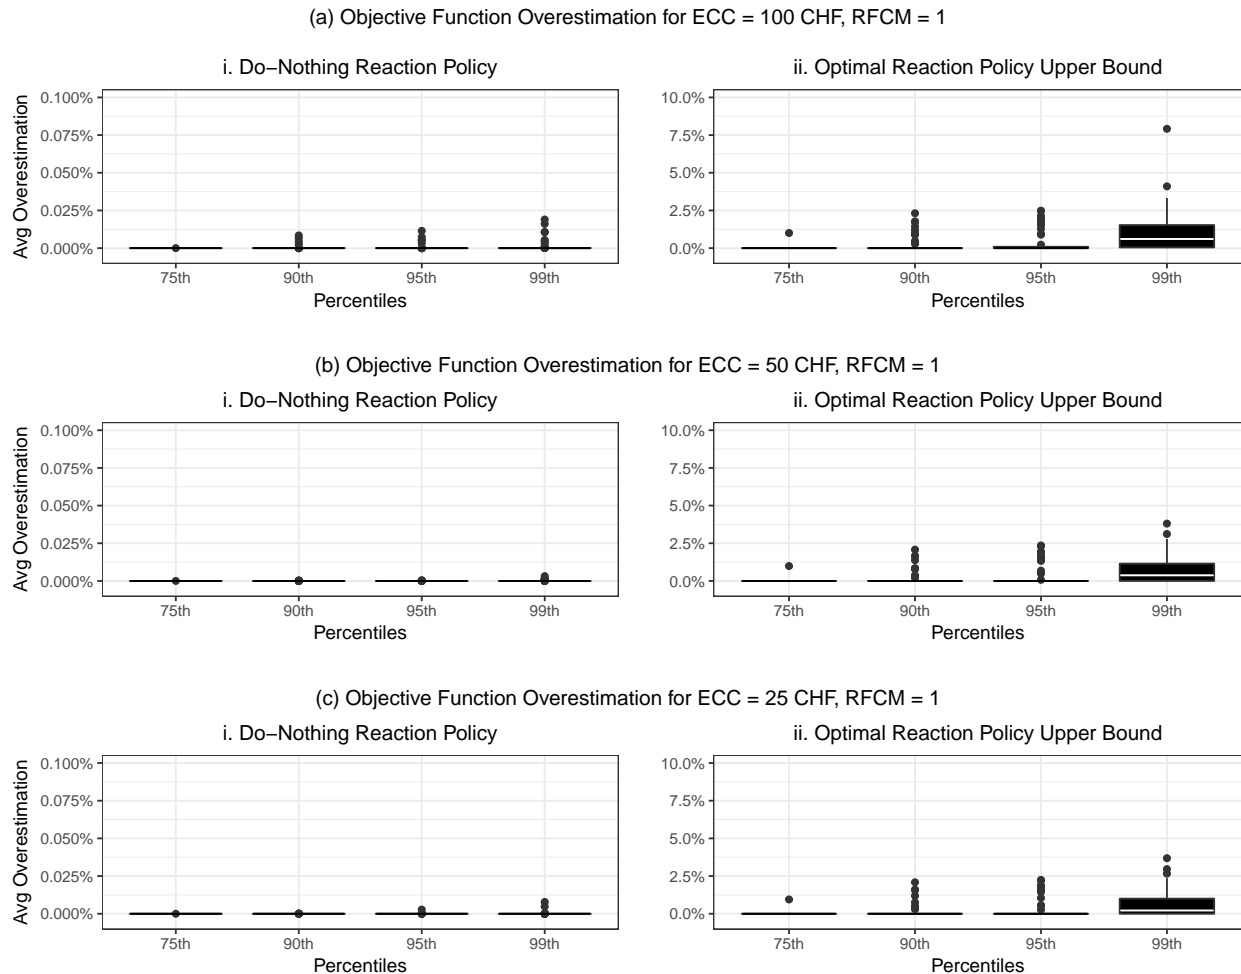 (a) Objective Function Overestimation for ECC = 100 CHF, RFCM = 1
i. Do−Nothing Reaction Policy
Avg Overestimation
0.100%
0.075%
0.050%
0.025%
0.000%
75th 90th 95th 99th
Percentiles
ii. Optimal Reaction Policy Upper Bound
10.0%
7.5%
5.0%
2.5%
0.0%
75th 90th 95th 99th
Percentiles
(b) Objective Function Overestimation for ECC = 50 CHF, RFCM = 1
i. Do−Nothing Reaction Policy
Avg Overestimation
0.100%
0.075%
0.050%
0.025%
0.000%
75th 90th 95th 99th
Percentiles
ii. Optimal Reaction Policy Upper Bound
10.0%
7.5%
5.0%
2.5%
0.0%
75th 90th 95th 99th
Percentiles
(c) Objective Function Overestimation for ECC = 25 CHF, RFCM = 1
i. Do−Nothing Reaction Policy
Avg Overestimation
0.100%
0.075%
0.050%
0.025%
0.000%
75th 90th 95th 99th
Percentiles
ii. Optimal Reaction Policy Upper Bound
10.0%
7.5%
5.0%
2.5%
0.0%
75th 90th 95th 99th
Percentiles